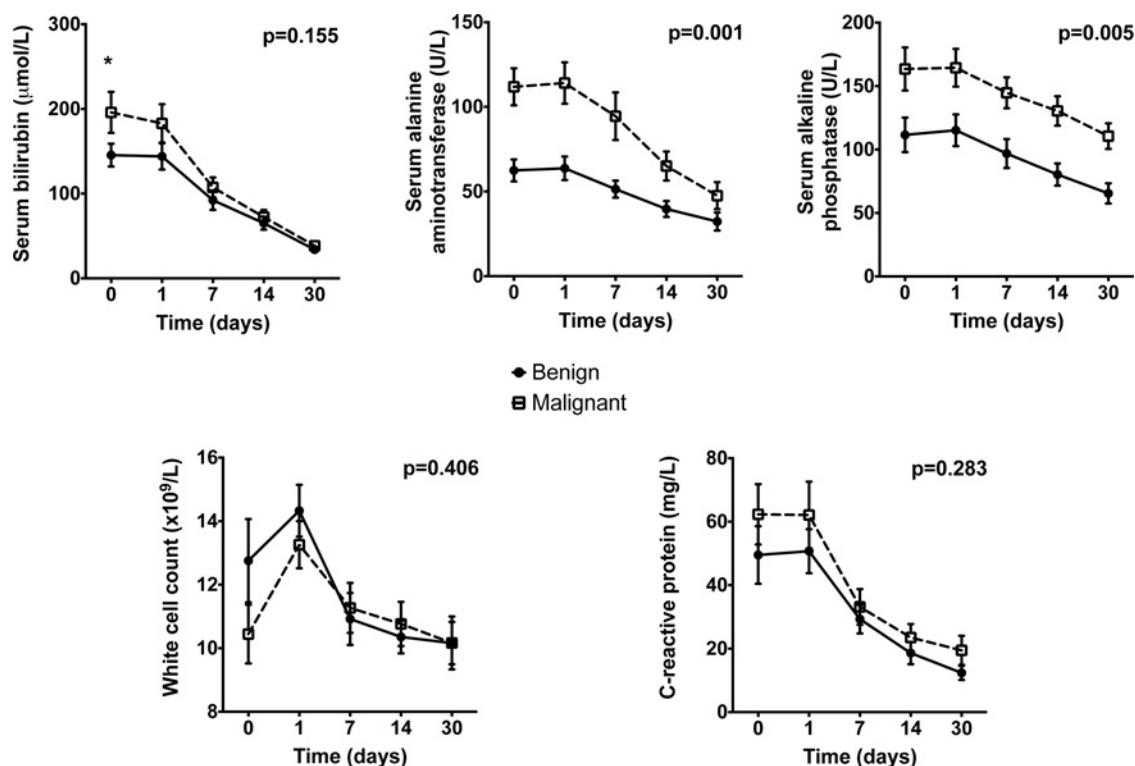 Serum bilirubin (μmol/L)
300
200
100
0
*
p=0.155
0 1 7 14 30
Time (days)
Serum alanine
aminotransferase (U/L)
150
100
50
0
p=0.001
0 1 7 14 30
Time (days)
Serum alkaline
phosphatase (U/L)
200
150
100
50
0
p=0.005
0 1 7 14 30
Time (days)
Benign
Malignant
White cell count (x10⁹/L)
16
14
12
10
8
p=0.406
0 1 7 14 30
Time (days)
C-reactive protein (mg/L)
80
60
40
20
0
p=0.283
0 1 7 14 30
Time (days)